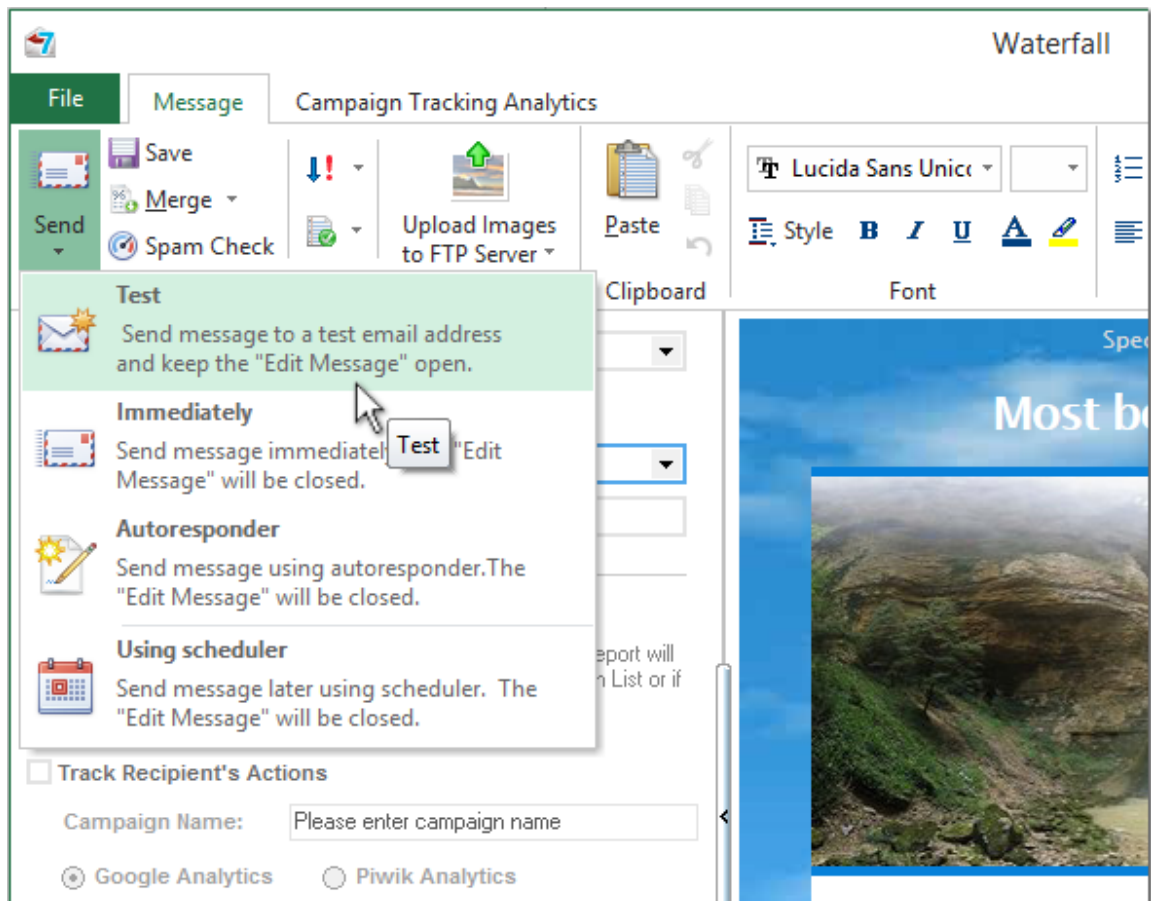 Waterfall
File Message Campaign Tracking Analytics
Send
Save
Merge
Spam Check
Upload Images
to FTP Server
Paste
Clipboard
Lucida Sans Unic
Style B I U A
Font
Test
Send message to a test email address
and keep the "Edit Message" open.
Immediately
Send message immediatel "Edit
Message" will be closed.
Test
Autoresponder
Send message using autoresponder.The
"Edit Message" will be closed.
Using scheduler
Send message later using scheduler. The
"Edit Message" will be closed.
eport will
n List or if
Track Recipient's Actions
Campaign Name: Please enter campaign name
Google Analytics Piwik Analytics
Spec
Most be